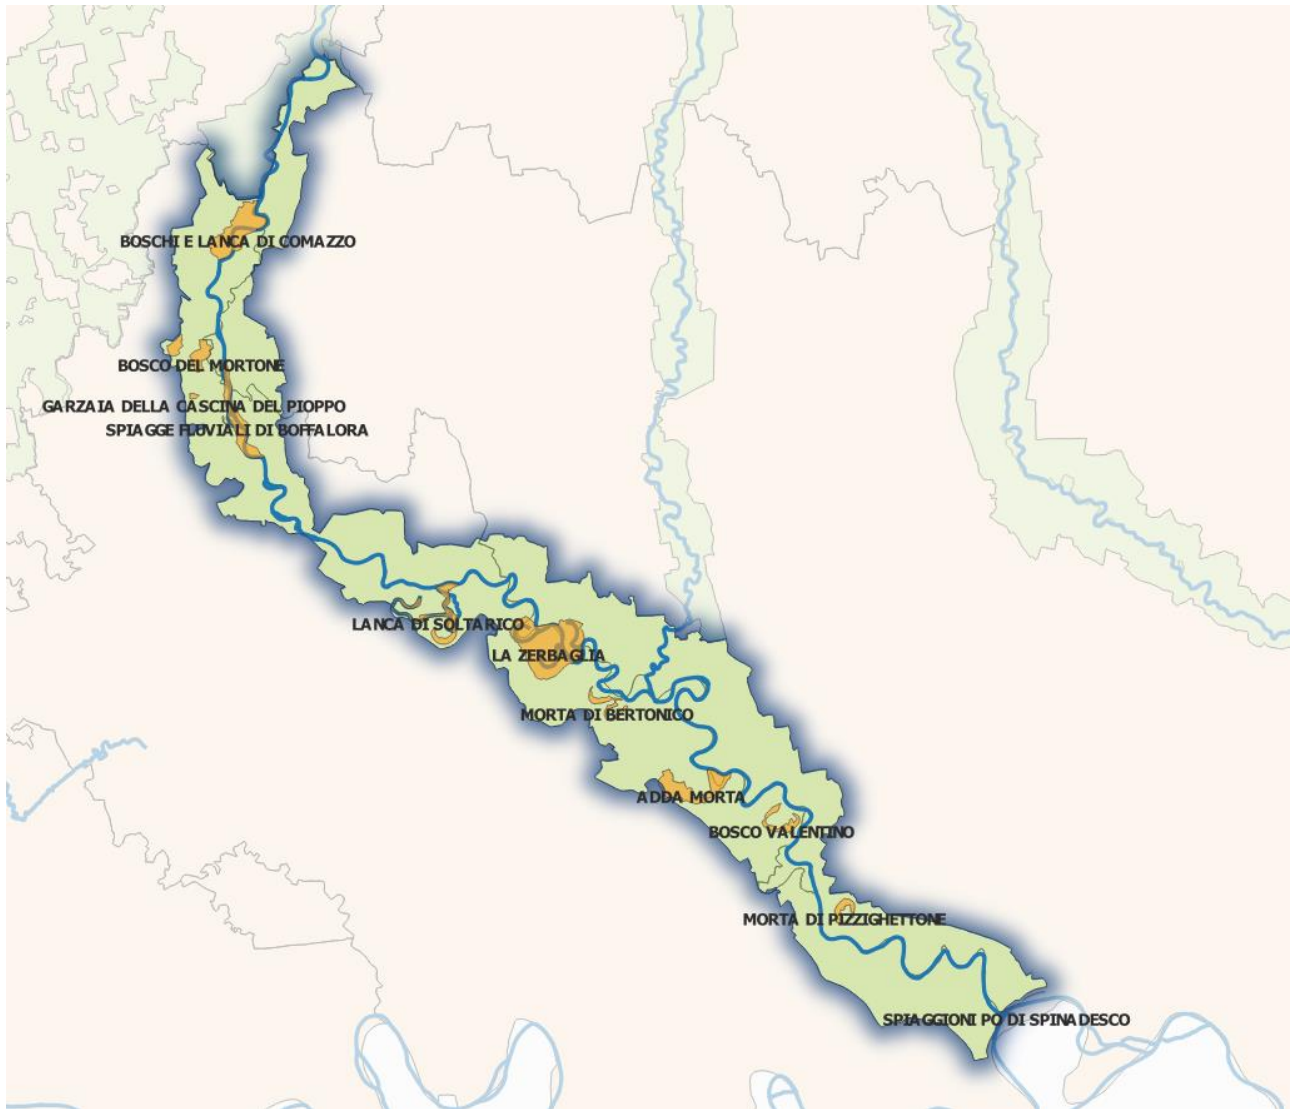 BOSCHI E LANCA DI COMAZZO
BOSCO DEL MORTONE
GARZAIA DELLA CASCINA DEL PIOPPO
SPIAGGE FLUVIALI DI BOFFALORA
LANCA DI SOLTARICO
LA ZERBAGLIA
MORTA DI BERTONICO
ADDA MORTA
BOSCO VALENTINO
MORTA DI PIZZIGHETTONE
SPIAGGIONI PO DI SPINADESCO